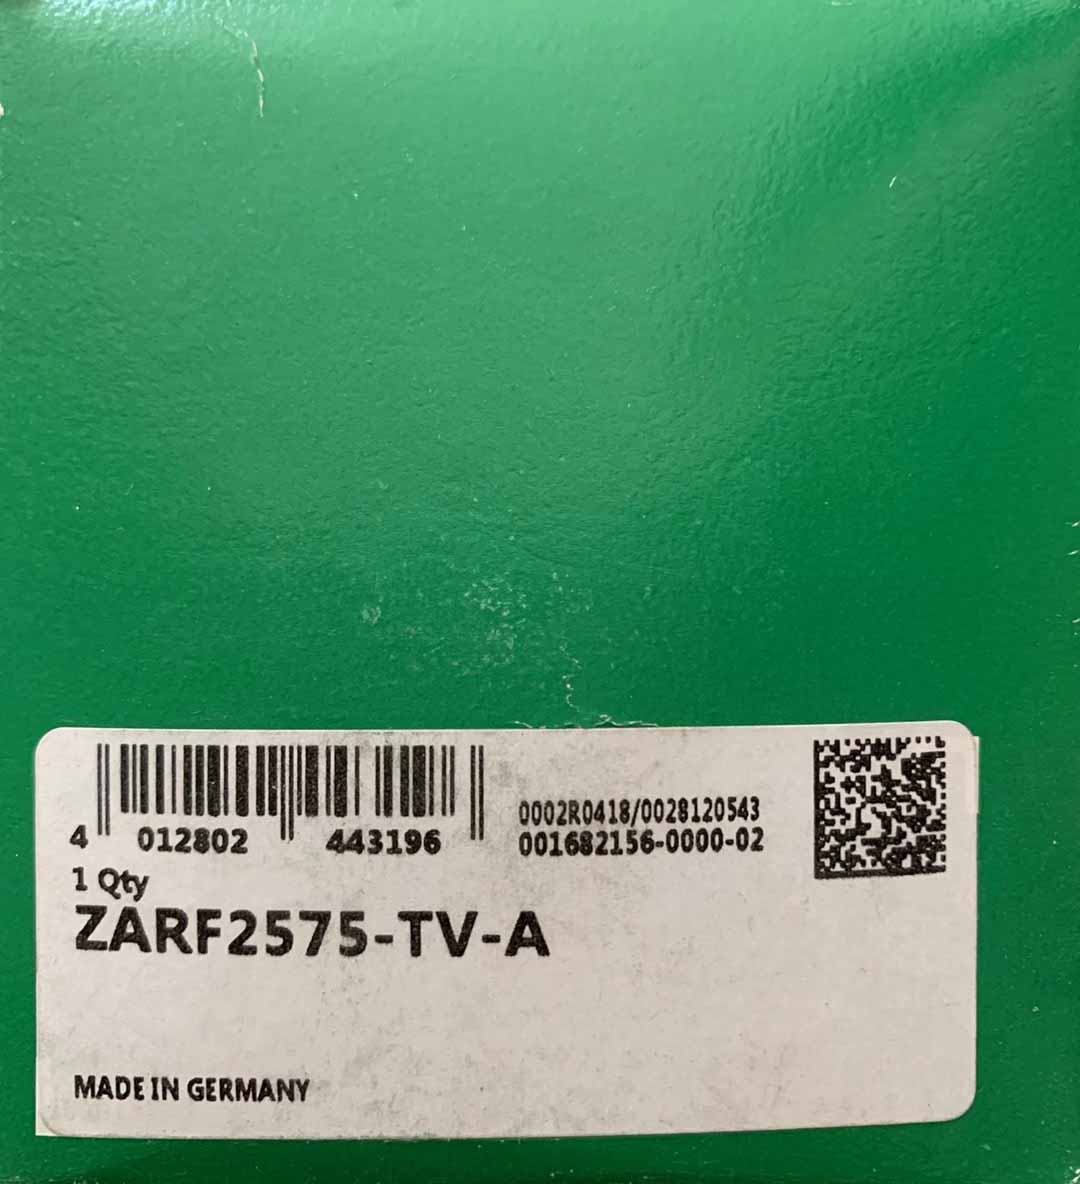 4 012802 443196
0002R0418/0028120543
001682156-0000-02
1 Qty
ZARF2575-TV-A
MADE IN GERMANY